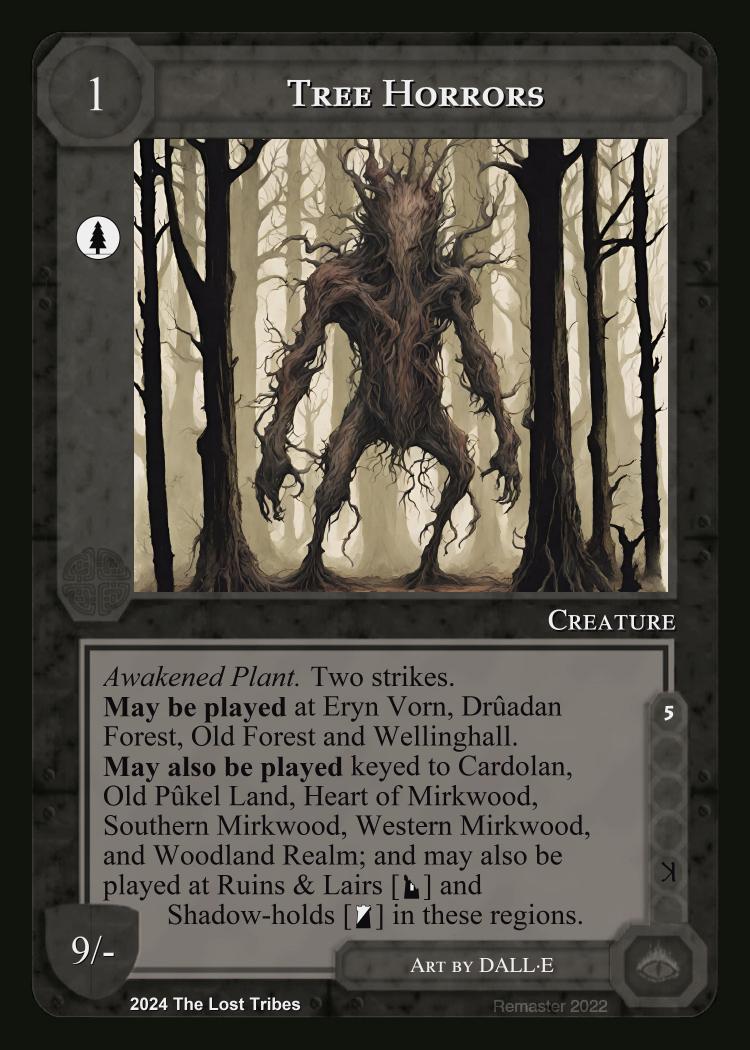 1
Tree Horrors
Creature
Awakened Plant. Two strikes.
May be played at Eryn Vorn, Drûadan
Forest, Old Forest and Wellinghall.
May also be played keyed to Cardolan,
Old Pûkel Land, Heart of Mirkwood,
Southern Mirkwood, Western Mirkwood,
and Woodland Realm; and may also be
played at Ruins & Lairs [ ] and
Shadow-holds [ ] in these regions.
5
9/-
Art by DALL·E
2024 The Lost Tribes
Remaster 2022